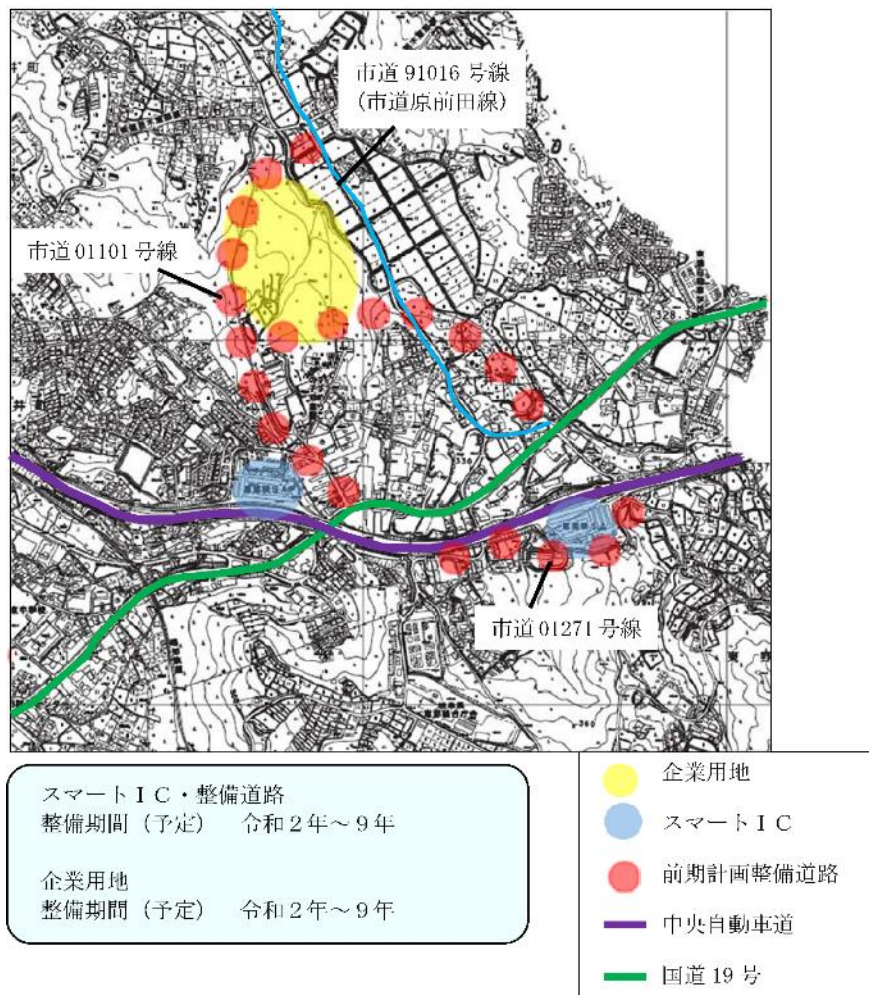 市道 91016 号線
(市道原前田線)
市道 01101 号線
市道 01271 号線
スマートＩＣ・整備道路
整備期間（予定）　令和２年～９年
企業用地
整備期間（予定）　令和２年～９年
企業用地
スマートＩＣ
前期計画整備道路
中央自動車道
国道 19 号